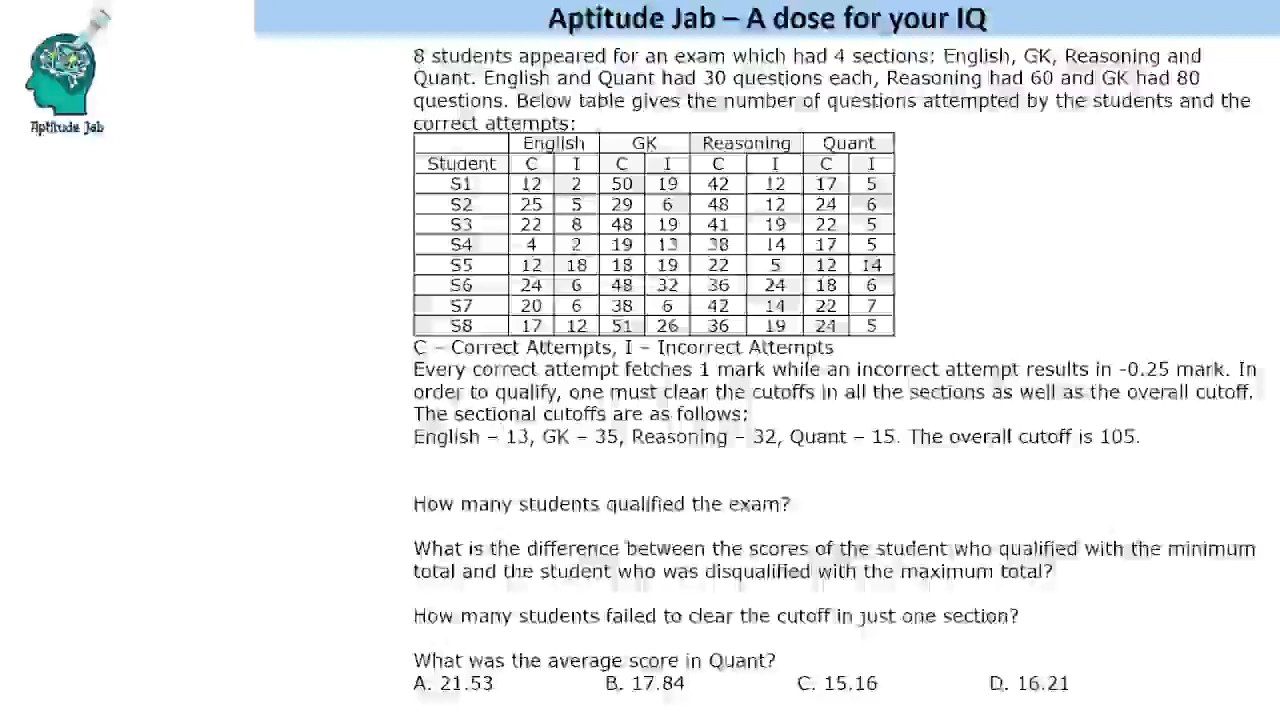 Aptitude Jab – A dose for your IQ
Aptitude Jab
8 students appeared for an exam which had 4 sections: English, GK, Reasoning and
Quant. English and Quant had 30 questions each, Reasoning had 60 and GK had 80
questions. Below table gives the number of questions attempted by the students and the
correct attempts:
English GK Reasoning Quant
Student C I C I C I C I
S1 12 2 50 19 42 12 17 5
S2 25 5 29 6 48 12 24 6
S3 22 8 48 19 41 19 22 5
S4 4 2 19 13 38 14 17 5
S5 12 18 18 19 22 5 12 14
S6 24 6 48 32 36 24 18 6
S7 20 6 38 6 42 14 22 7
S8 17 12 51 26 36 19 24 5
C – Correct Attempts, I – Incorrect Attempts
Every correct attempt fetches 1 mark while an incorrect attempt results in -0.25 mark. In
order to qualify, one must clear the cutoffs in all the sections as well as the overall cutoff.
The sectional cutoffs are as follows:
English – 13, GK – 35, Reasoning – 32, Quant – 15. The overall cutoff is 105.
How many students qualified the exam?
What is the difference between the scores of the student who qualified with the minimum
total and the student who was disqualified with the maximum total?
How many students failed to clear the cutoff in just one section?
What was the average score in Quant?
A. 21.53 B. 17.84 C. 15.16 D. 16.21